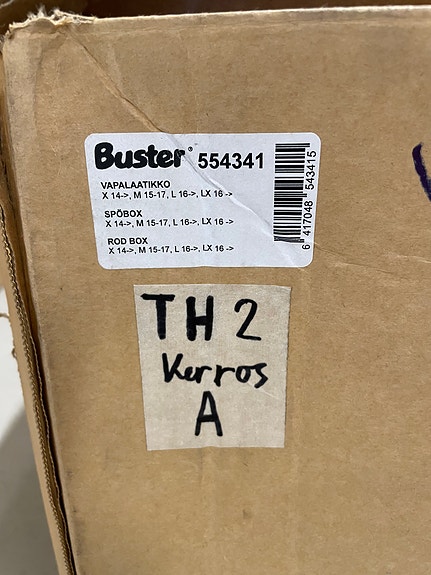 Buster® 554341
VAPALAATIKKO
X 14->, M 15-17, L 16->, LX 16 ->
SPÖBOX
X 14->, M 15-17, L 16->, LX 16 ->
ROD BOX
X 14->, M 15-17, L 16->, LX 16 ->
6 417048 543415
TH 2
Kerros
A